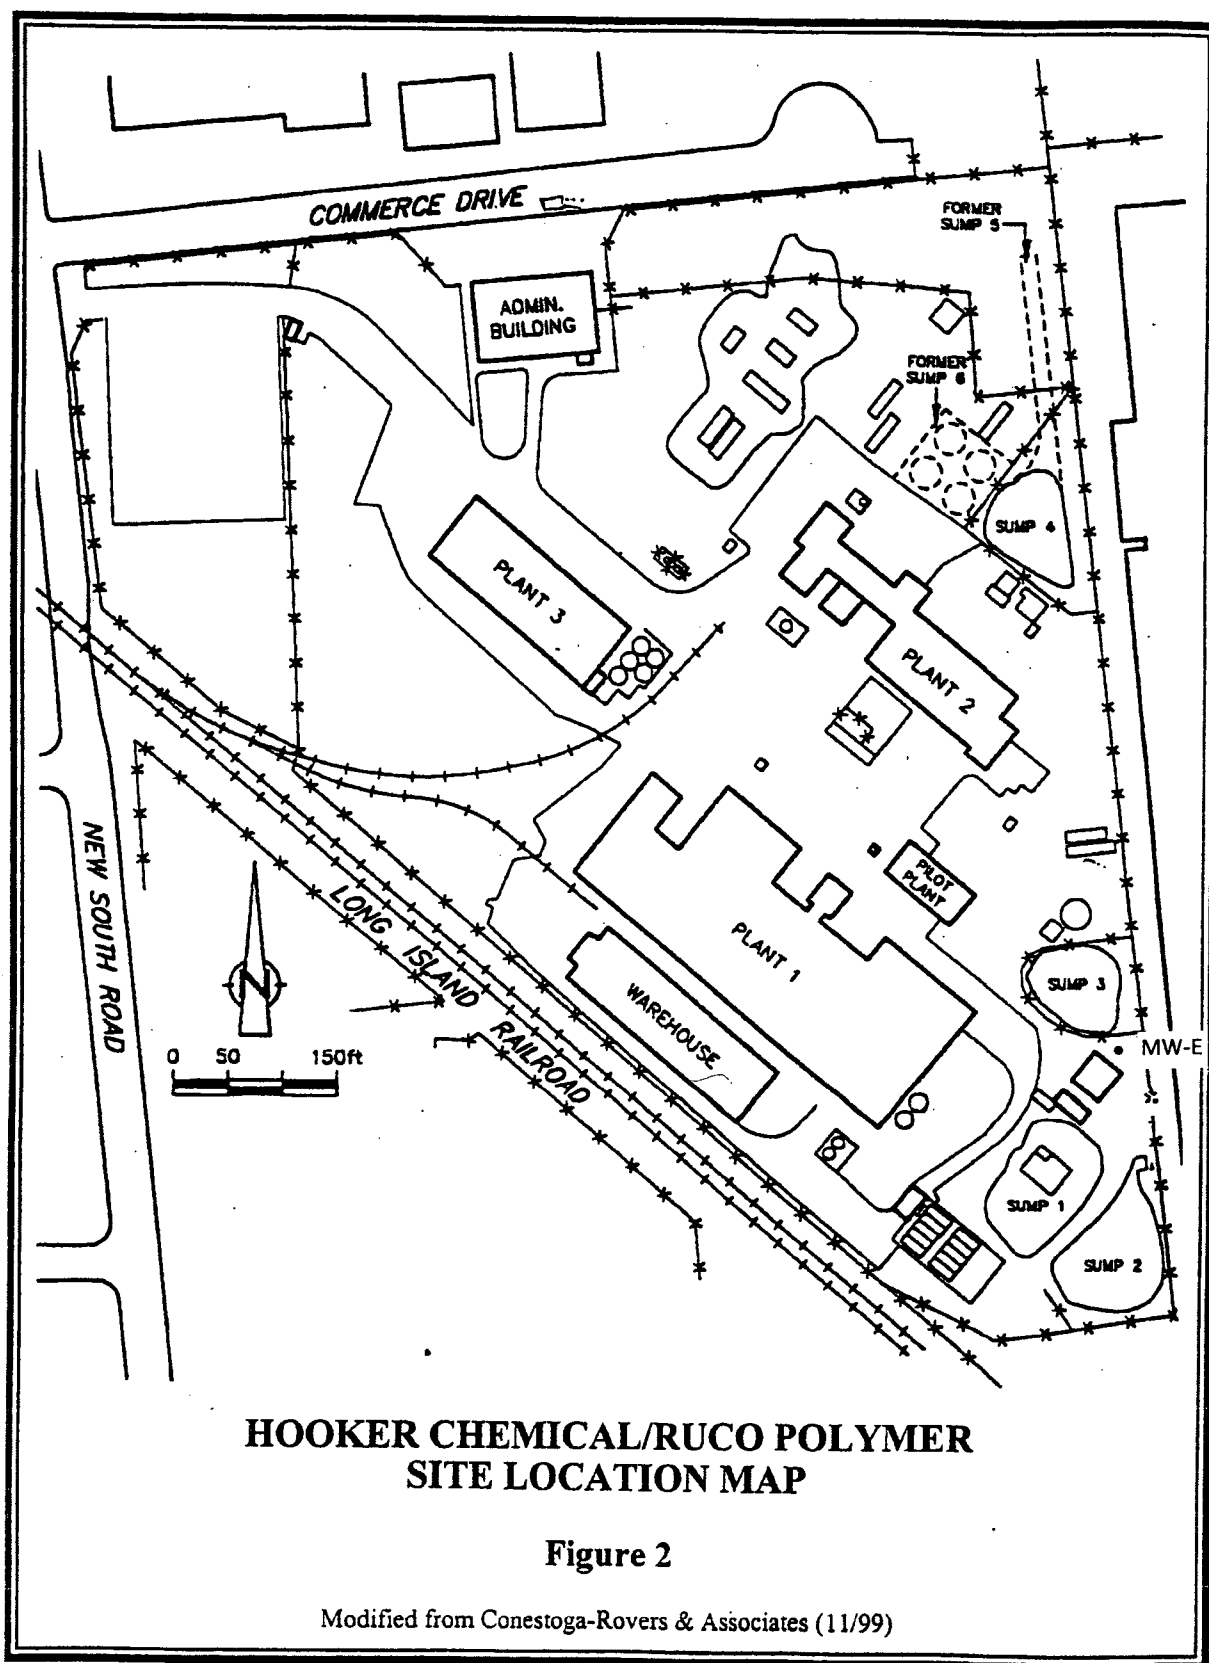 COMMERCE DRIVE
FORMER
SUMP 5
ADMIN.
BUILDING
FORMER
SUMP 6
SUMP 4
PLANT 3
PLANT 2
NEW SOUTH ROAD
LONG ISLAND RAILROAD
PILOT
PLANT
PLANT 1
SUMP 3
WAREHOUSE
N
MW-E
0 50 150ft
SUMP 1
SUMP 2
HOOKER CHEMICAL/RUCO POLYMER
SITE LOCATION MAP
Figure 2
Modified from Conestoga-Rovers & Associates (11/99)